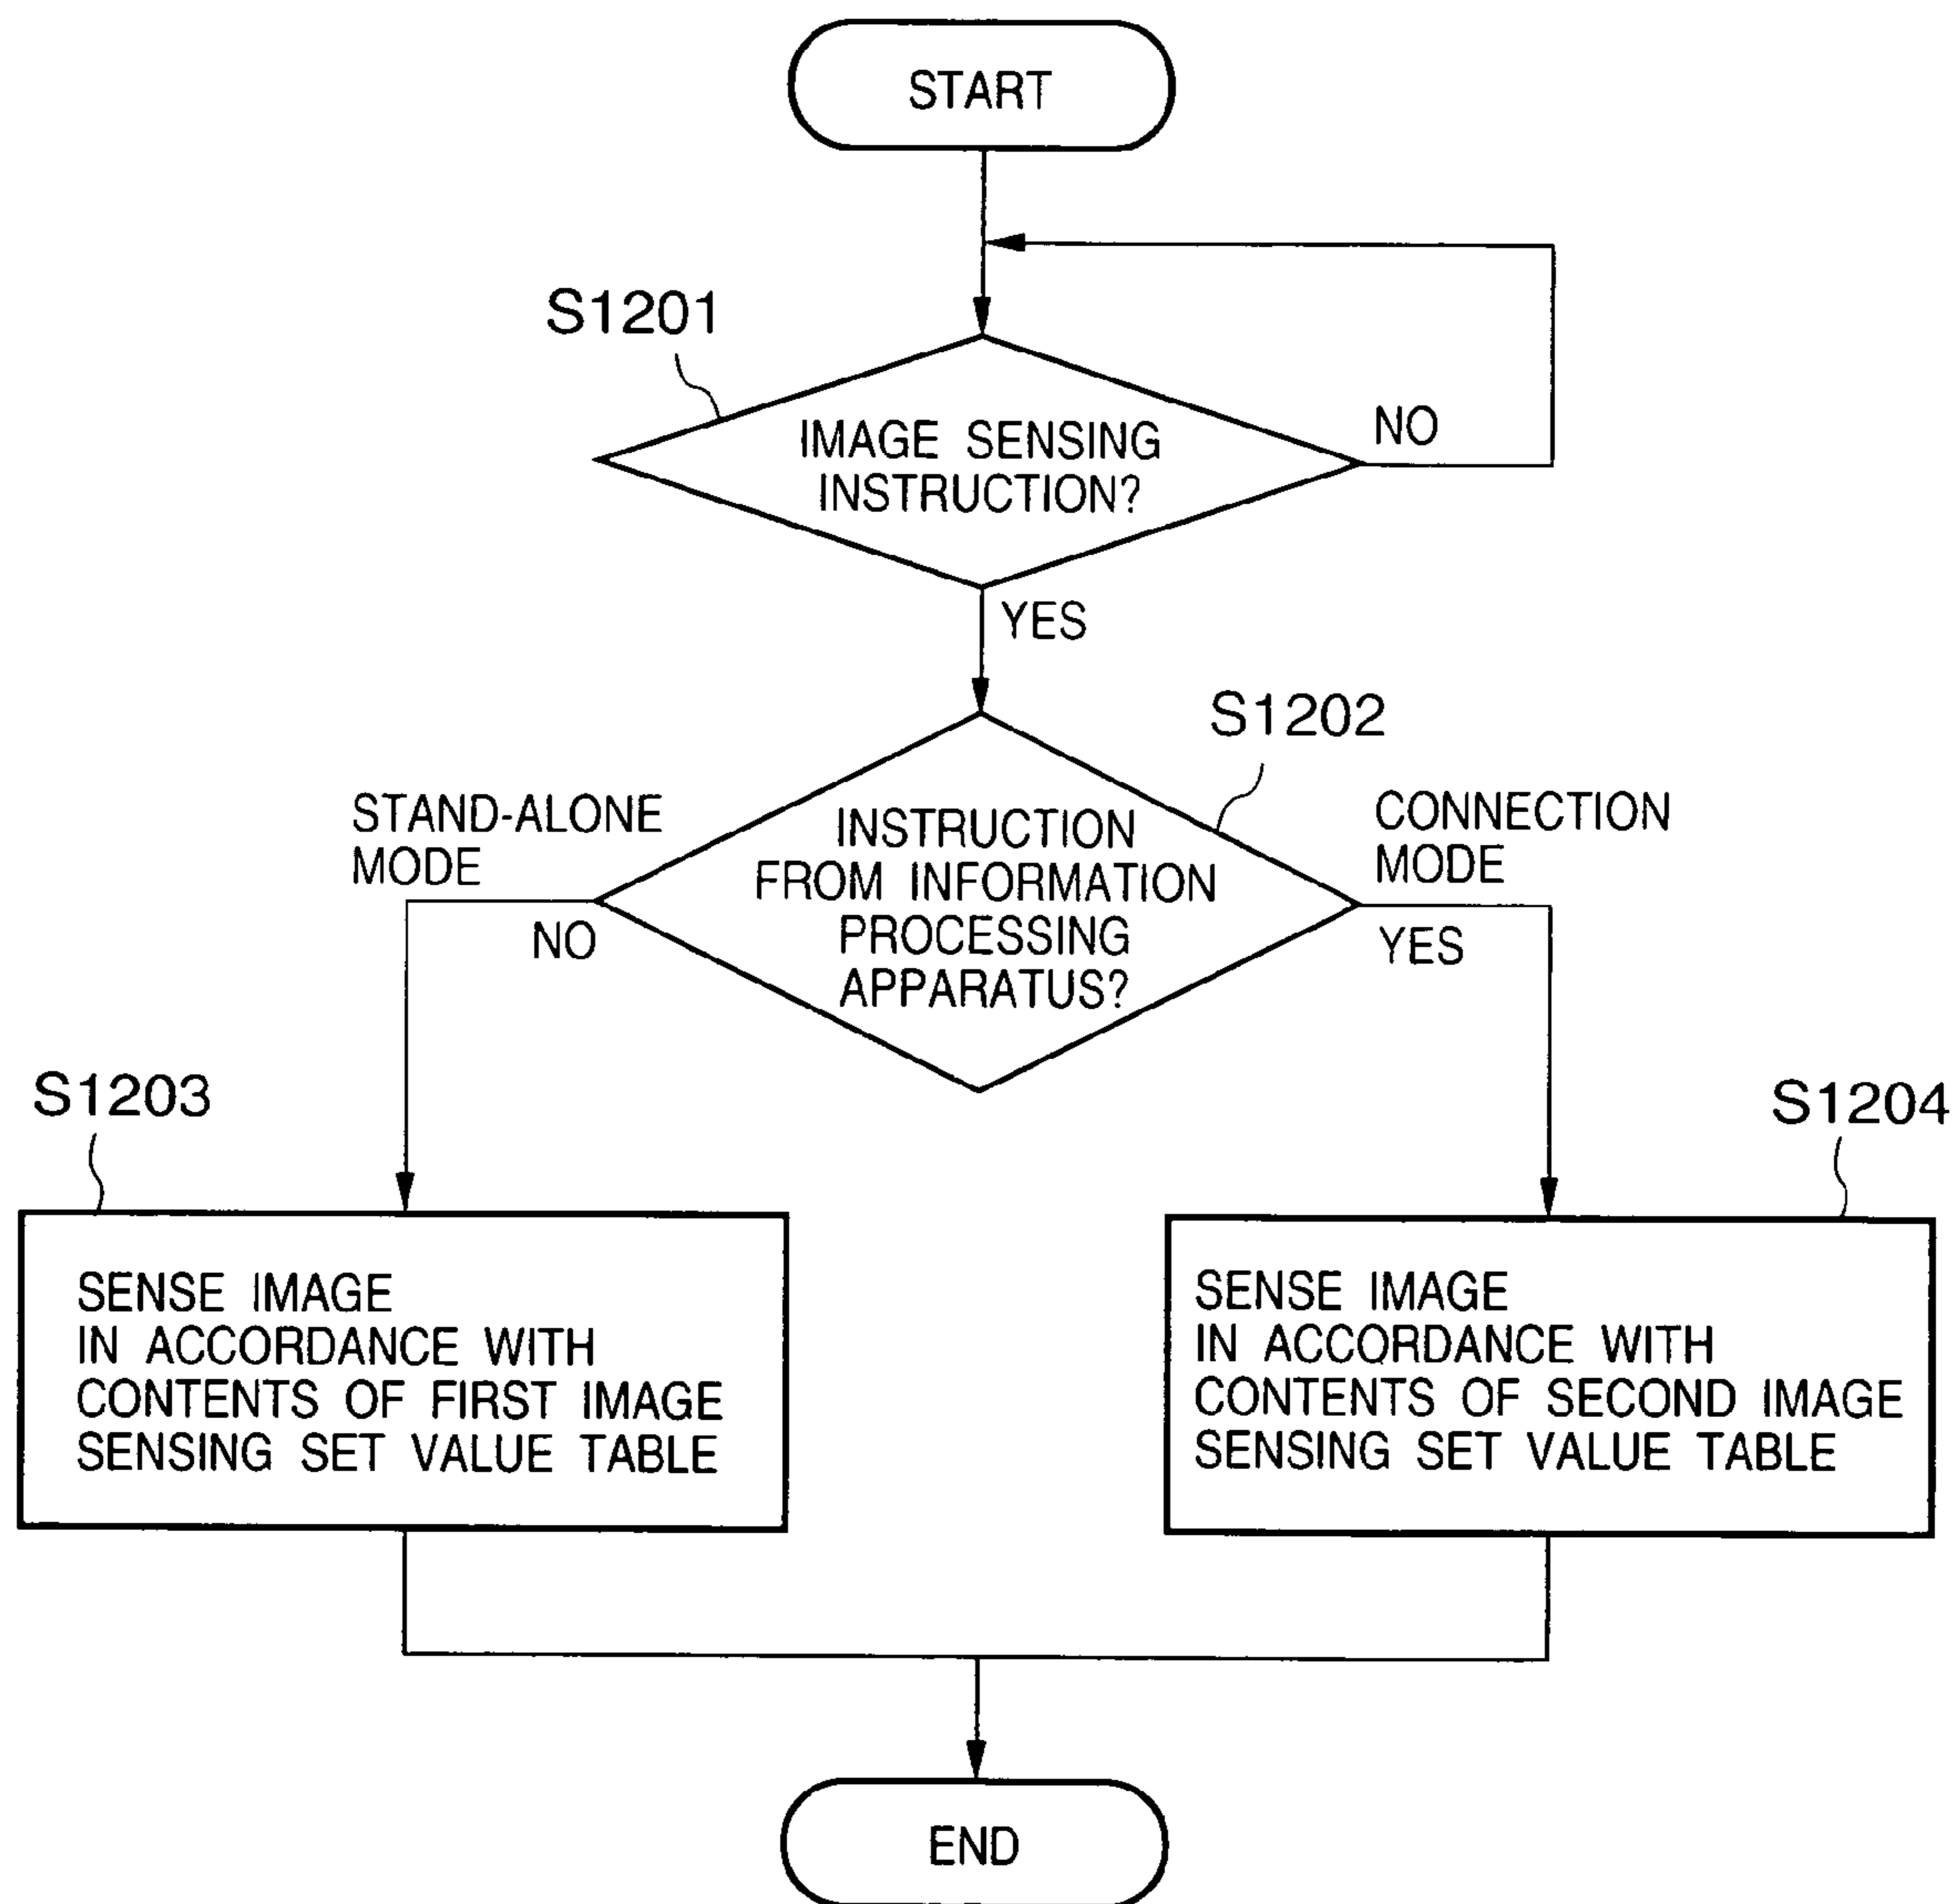 START
S1201
IMAGE SENSING
INSTRUCTION?
NO
YES
S1202
STAND-ALONE
MODE
INSTRUCTION
FROM INFORMATION
PROCESSING
APPARATUS?
CONNECTION
MODE
NO
YES
S1203
SENSE IMAGE
IN ACCORDANCE WITH
CONTENTS OF FIRST IMAGE
SENSING SET VALUE TABLE
S1204
SENSE IMAGE
IN ACCORDANCE WITH
CONTENTS OF SECOND IMAGE
SENSING SET VALUE TABLE
END